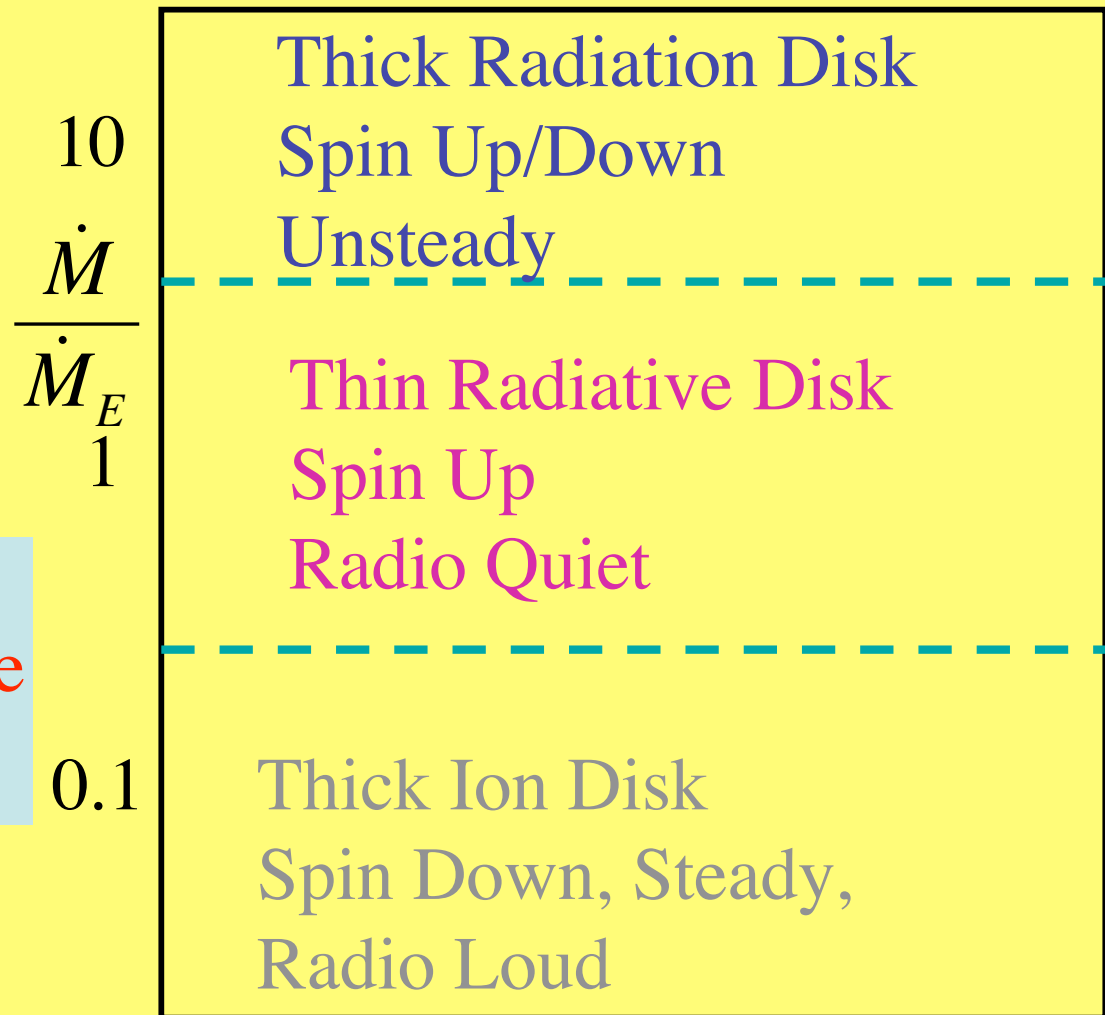 Thick Radiation Disk
10
Spin Up/Down
Unsteady
Ṁ
Ṁ_E
Thin Radiative Disk
1
Spin Up
Radio Quiet
e
0.1
Thick Ion Disk
Spin Down, Steady,
Radio Loud